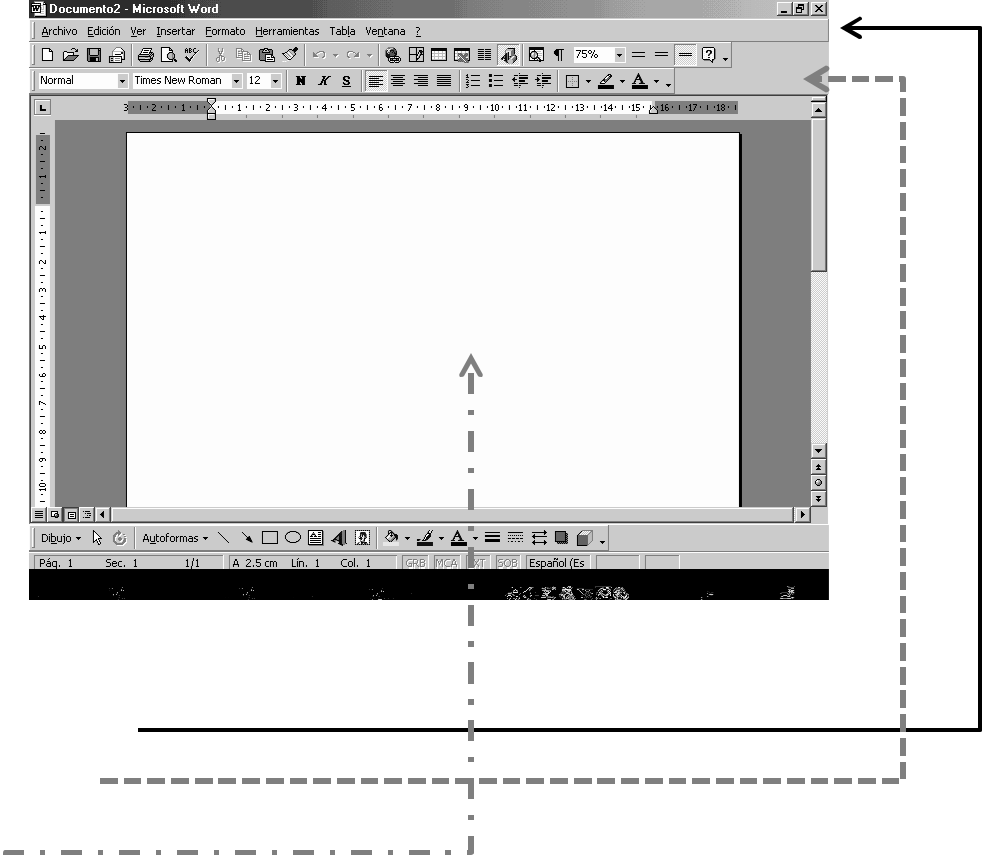 Documento2 - Microsoft Word
Archivo Edición Ver Insertar Formato Herramientas Tabla Ventana ?
ABC 75% ?
Normal Times New Roman 12 N K S A
L 3 2 1 1 2 3 4 5 6 7 8 9 10 11 12 13 14 15 16 17 18
2
1
1
2
3
4
5
6
7
8
9
10
Dibujo Autoformas A A
Pág. 1 Sec. 1 1/1 A 2.5 cm Lín. 1 Col. 1 GRB MCA SOB Español (Es